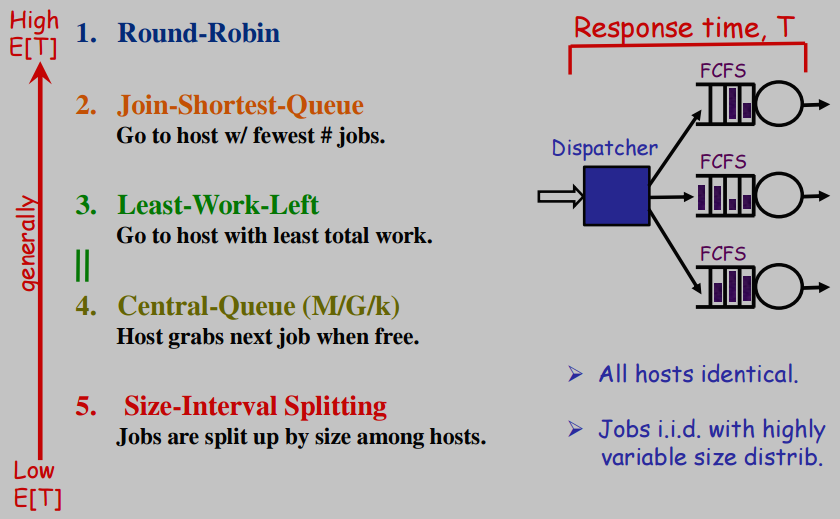 High
E[T]
generally
Low
E[T]
1. Round-Robin
2. Join-Shortest-Queue
Go to host w/ fewest # jobs.
3. Least-Work-Left
Go to host with least total work.
||
4. Central-Queue (M/G/k)
Host grabs next job when free.
5. Size-Interval Splitting
Jobs are split up by size among hosts.
Response time, T
FCFS
Dispatcher
FCFS
FCFS
➢ All hosts identical.
➢ Jobs i.i.d. with highly
variable size distrib.